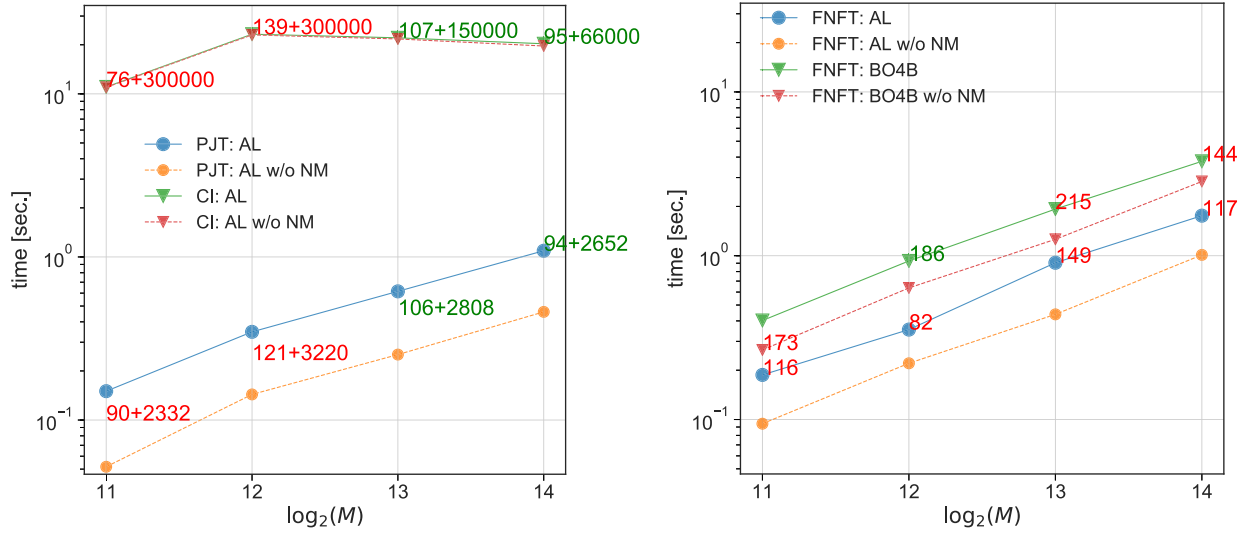 139+300000
107+150000
95+66000
10¹
76+300000
PJT: AL
PJT: AL w/o NM
CI: AL
CI: AL w/o NM
time [sec.]
10⁰
94+2652
106+2808
121+3220
10⁻¹
90+2332
11
12
13
14
log₂(M)
FNFT: AL
FNFT: AL w/o NM
FNFT: BO4B
10¹
FNFT: BO4B w/o NM
time [sec.]
144
215
117
10⁰
186
149
82
173
116
10⁻¹
11
12
13
14
log₂(M)